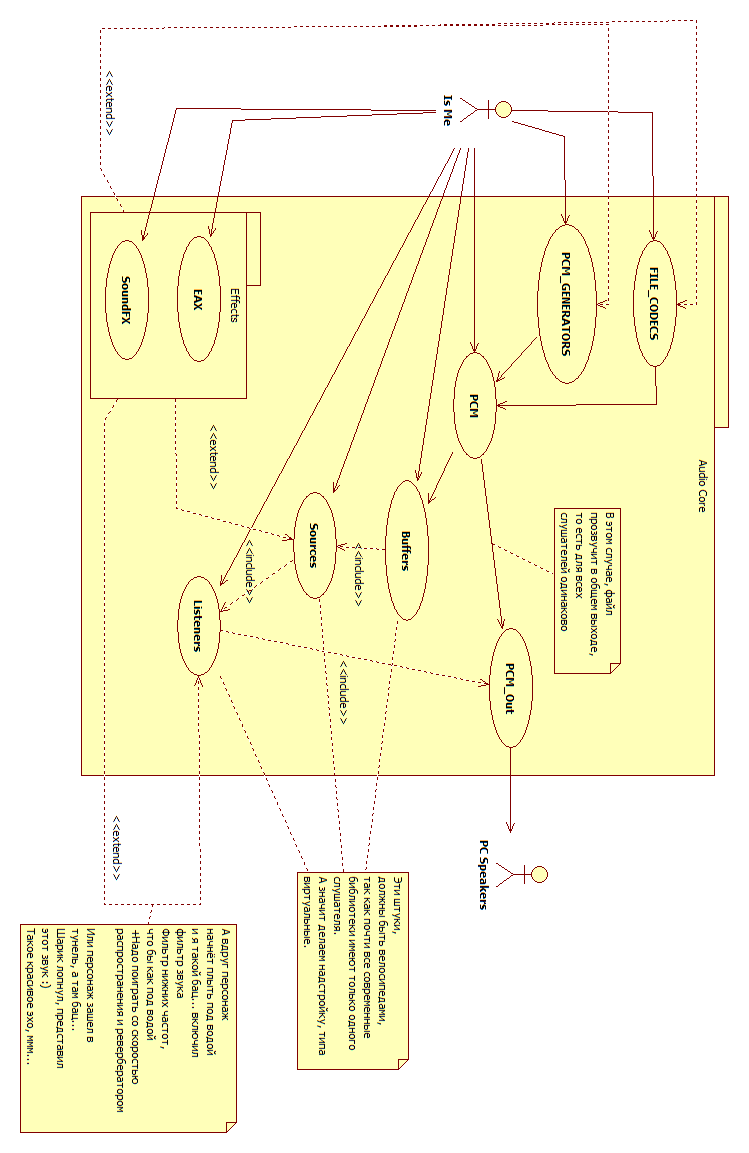 Is Me
<<extend>>
Audio Core
FILE_CODECS
PCM_GENERATORS
PCM
Effects
EAX
SoundFX
<<extend>>
В этом случае, файл
прозвучит в общем выходе,
то есть для всех
слушателей одинаково
Buffers
<<include>>
Sources
<<include>>
Listeners
<<include>>
PCM_Out
PC Speakers
<<extend>>
Эти штуки,
должны быть велосипедами,
так как почти все современные
библиотеки имеют только одного
слушателя.
А значит делаем надстройку, типа
виртуальные.
А вдруг персонаж
начнёт плыть под водой
и я такой бац... включил
фильтр звука
Фильтр нижних частот,
что бы как под водой
+Надо поиграть со скоростью
распространения и ревербератором
Или персонаж зашел в
тунель, а там бац...
Шарик лопнул, представил
этот звук :)
Такое красивое эхо, ммм...